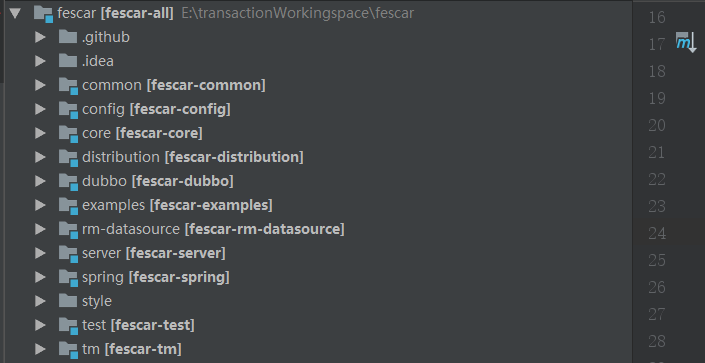 fescar [fescar-all] E:\transactionWorkingspace\fescar
.github
.idea
common [fescar-common]
config [fescar-config]
core [fescar-core]
distribution [fescar-distribution]
dubbo [fescar-dubbo]
examples [fescar-examples]
rm-datasource [fescar-rm-datasource]
server [fescar-server]
spring [fescar-spring]
style
test [fescar-test]
tm [fescar-tm]
16
17 m
18
19
20
21
22
23
24
25
26
27
28